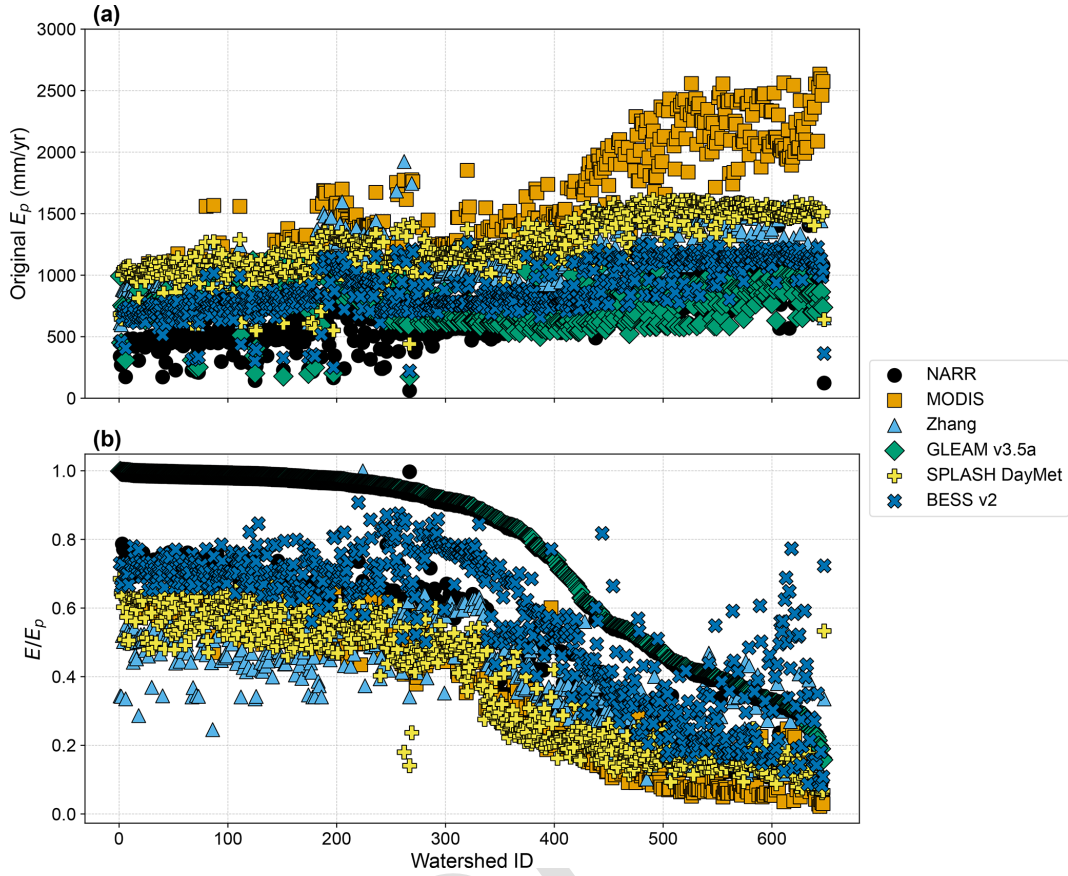 (a)
3000
2500
2000
1500
1000
500
0
Original Ep (mm/yr)
(b)
1.0
0.8
0.6
0.4
0.2
0.0
E/Ep
0 100 200 300 400 500 600
Watershed ID
NARR
MODIS
Zhang
GLEAM v3.5a
SPLASH DayMet
BESS v2